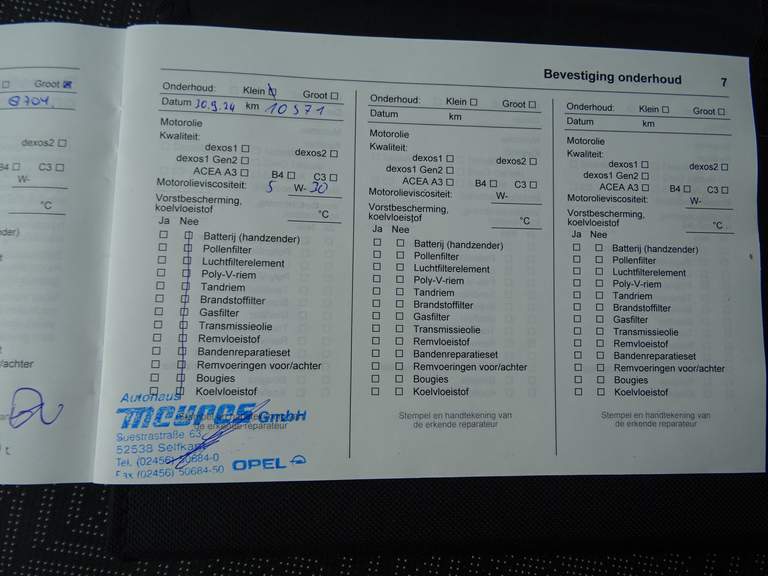 Bevestiging onderhoud 7
Groot
8704
dexos2
B4 C3
W-
°C
/achter
Onderhoud: Klein Groot
Datum 30.9.24 km 10571
Motorolie
Kwaliteit:
dexos1 dexos2
dexos1 Gen2
ACEA A3 B4 C3
Motorolieviscositeit: 5 W- 30
Vorstbescherming,
koelvloeistof °C
Ja Nee
Batterij (handzender)
Pollenfilter
Luchtfilterelement
Poly-V-riem
Tandriem
Brandstoffilter
Gasfilter
Transmissieolie
Remvloeistof
Bandenreparatieset
Remvoeringen voor/achter
Bougies
Koelvloeistof
Autohaus
Meures GmbH
de erkende reparateur
Suestrastraße 63
52538 Selfkant
Tel. (02456) 50684-0
Fax (02456) 50684-50
OPEL
Onderhoud: Klein Groot
Datum km
Motorolie
Kwaliteit:
dexos1 dexos2
dexos1 Gen2
ACEA A3 B4 C3
Motorolieviscositeit: W-
Vorstbescherming,
koelvloeistof °C
Ja Nee
Batterij (handzender)
Pollenfilter
Luchtfilterelement
Poly-V-riem
Tandriem
Brandstoffilter
Gasfilter
Transmissieolie
Remvloeistof
Bandenreparatieset
Remvoeringen voor/achter
Bougies
Koelvloeistof
Stempel en handtekening van
de erkende reparateur
Onderhoud: Klein Groot
Datum km
Motorolie
Kwaliteit:
dexos1 dexos2
dexos1 Gen2
ACEA A3 B4 C3
Motorolieviscositeit: W-
Vorstbescherming,
koelvloeistof °C
Ja Nee
Batterij (handzender)
Pollenfilter
Luchtfilterelement
Poly-V-riem
Tandriem
Brandstoffilter
Gasfilter
Transmissieolie
Remvloeistof
Bandenreparatieset
Remvoeringen voor/achter
Bougies
Koelvloeistof
Stempel en handtekening van
de erkende reparateur